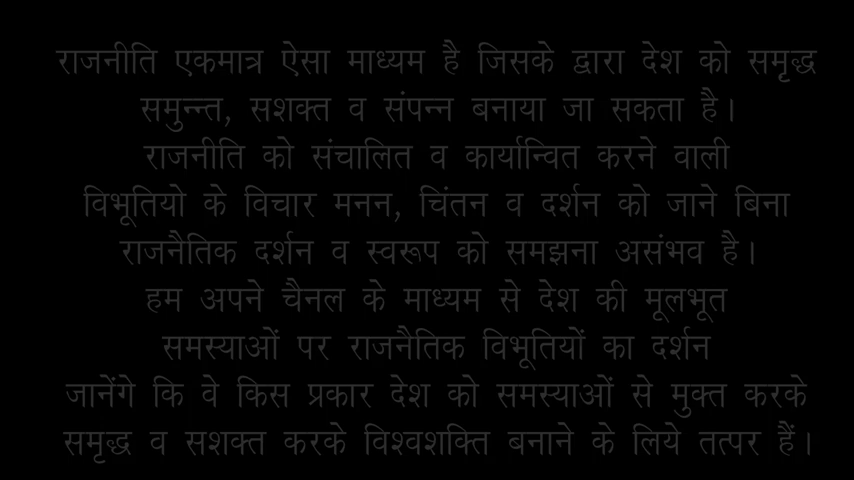 राजनीति एकमात्र ऐसा माध्यम है जिसके द्वारा देश को समृद्ध
समुन्न्त, सशक्त व संपन्न बनाया जा सकता है।
राजनीति को संचालित व कार्यान्वित करने वाली
विभूतियो के विचार मनन, चिंतन व दर्शन को जाने बिना
राजनैतिक दर्शन व स्वरूप को समझना असंभव है।
हम अपने चैनल के माध्यम से देश की मूलभूत
समस्याओं पर राजनैतिक विभूतियों का दर्शन
जानेंगे कि वे किस प्रकार देश को समस्याओं से मुक्त करके
समृद्ध व सशक्त करके विश्वशक्ति बनाने के लिये तत्पर हैं।